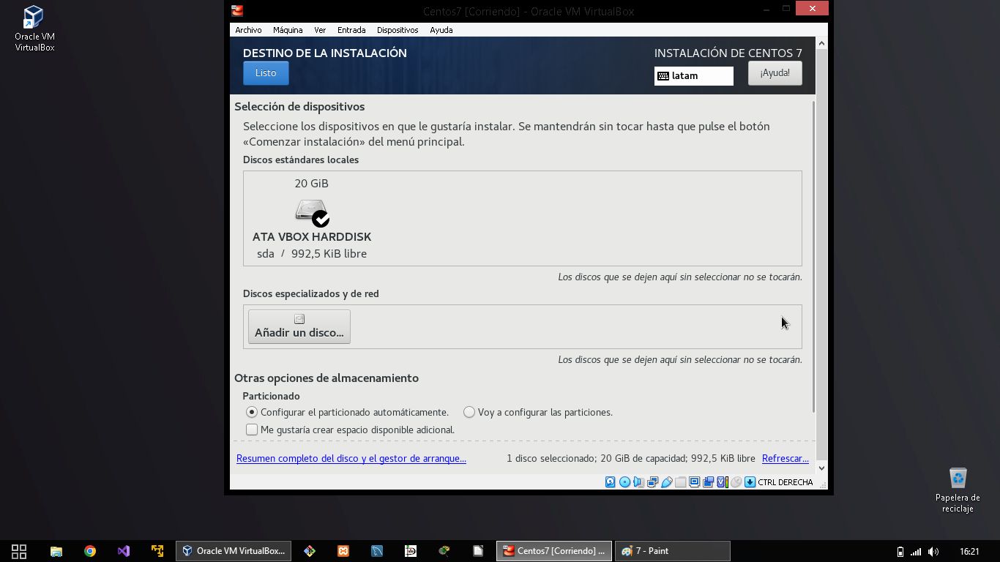 Oracle VM
VirtualBox
Centos7 [Corriendo] - Oracle VM VirtualBox
Archivo Máquina Ver Entrada Dispositivos Ayuda
DESTINO DE LA INSTALACIÓN
INSTALACIÓN DE CENTOS 7
Listo
latam
¡Ayuda!
Selección de dispositivos
Seleccione los dispositivos en que le gustaría instalar. Se mantendrán sin tocar hasta que pulse el botón
«Comenzar instalación» del menú principal.
Discos estándares locales
20 GiB
ATA VBOX HARDDISK
sda / 992,5 KiB libre
Los discos que se dejen aquí sin seleccionar no se tocarán.
Discos especializados y de red
Añadir un disco...
Los discos que se dejen aquí sin seleccionar no se tocarán.
Otras opciones de almacenamiento
Particionado
Configurar el particionado automáticamente. Voy a configurar las particiones.
Me gustaría crear espacio disponible adicional.
Resumen completo del disco y el gestor de arranque... 1 disco seleccionado; 20 GiB de capacidad; 992,5 KiB libre Refrescar...
CTRL DERECHA
Papelera de
reciclaje
Oracle VM VirtualBox... Centos7 [Corriendo] ... 7 - Paint 16:21